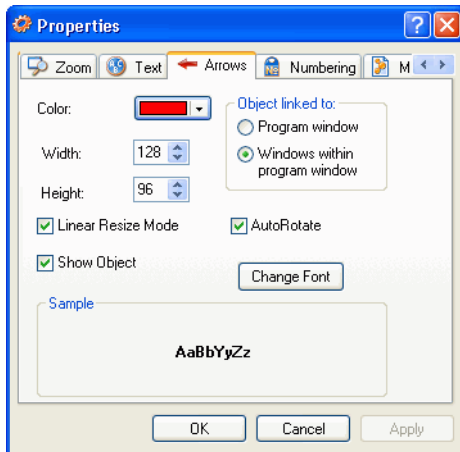 Properties
Zoom Text Arrows Numbering M
Color:
Object linked to:
Program window
Width: 128
Windows within
program window
Height: 96
Linear Resize Mode AutoRotate
Show Object
Change Font
Sample
AaBbYyZz
OK Cancel Apply